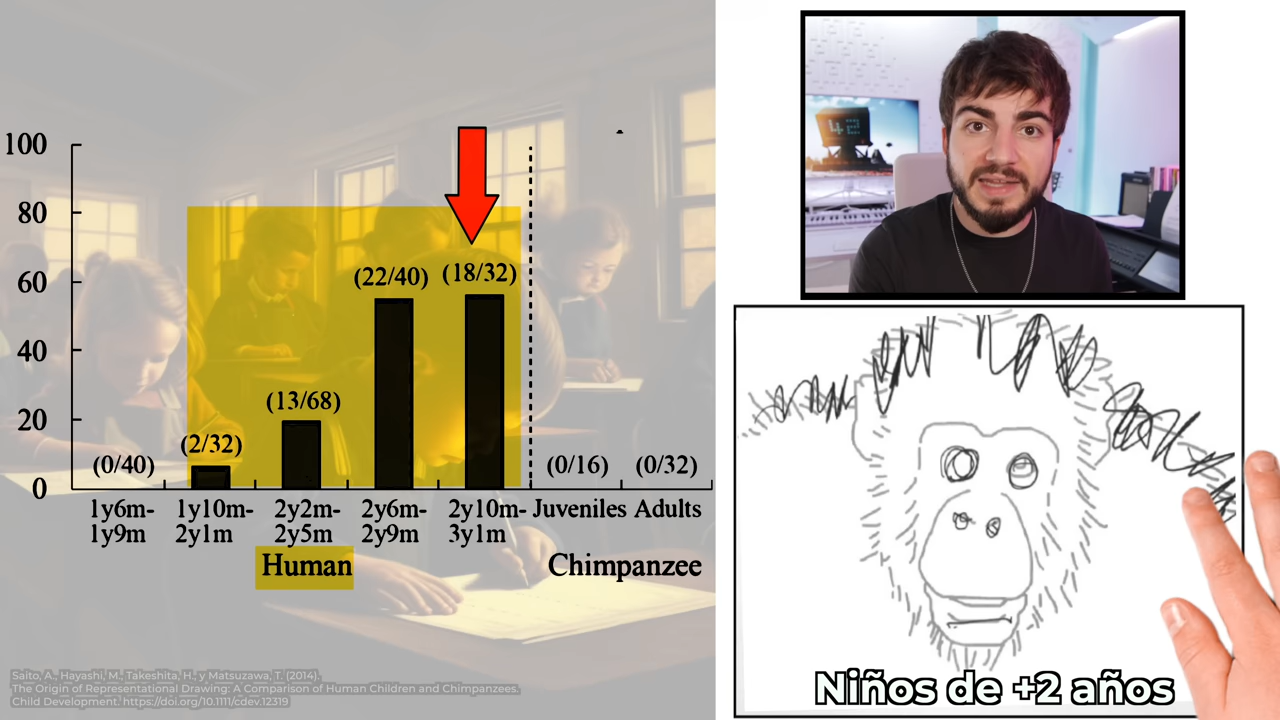 100
80
60
40
20
0
(0/40)
(2/32)
(13/68)
(22/40)
(18/32)
(0/16)
(0/32)
1y6m-
1y9m
1y10m-
2y1m
2y2m-
2y5m
2y6m-
2y9m
2y10m-
3y1m
Juveniles
Adults
Human
Chimpanzee
Saito, A., Hayashi, M., Takeshita, H., y Matsuzawa, T. (2014).
The Origin of Representational Drawing: A Comparison of Human Children and Chimpanzees.
Child Development. https://doi.org/10.1111/cdev.12319
42
Niños de +2 años